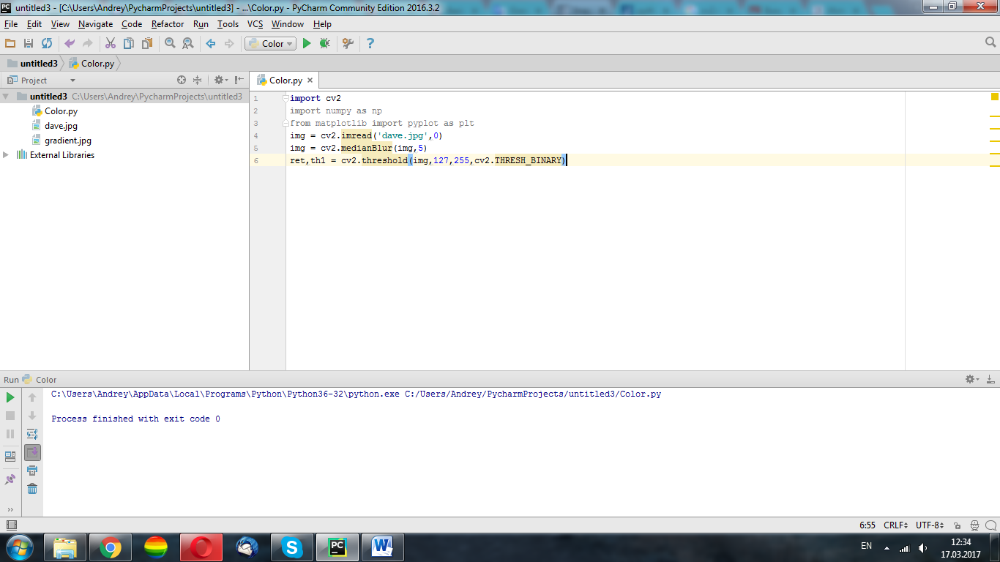 untitled3 - [C:\Users\Andrey\PycharmProjects\untitled3] - ...\Color.py - PyCharm Community Edition 2016.3.2
File Edit View Navigate Code Refactor Run Tools VCS Window Help
Color
untitled3 Color.py
Project
Color.py
untitled3 C:\Users\Andrey\PycharmProjects\untitled3
Color.py
dave.jpg
gradient.jpg
External Libraries
1 import cv2
2 import numpy as np
3 from matplotlib import pyplot as plt
4 img = cv2.imread('dave.jpg',0)
5 img = cv2.medianBlur(img,5)
6 ret,th1 = cv2.threshold(img,127,255,cv2.THRESH_BINARY)
Run Color
C:\Users\Andrey\AppData\Local\Programs\Python\Python36-32\python.exe C:/Users/Andrey/PycharmProjects/untitled3/Color.py
Process finished with exit code 0
6:55 CRLF UTF-8
EN
12:34
17.03.2017